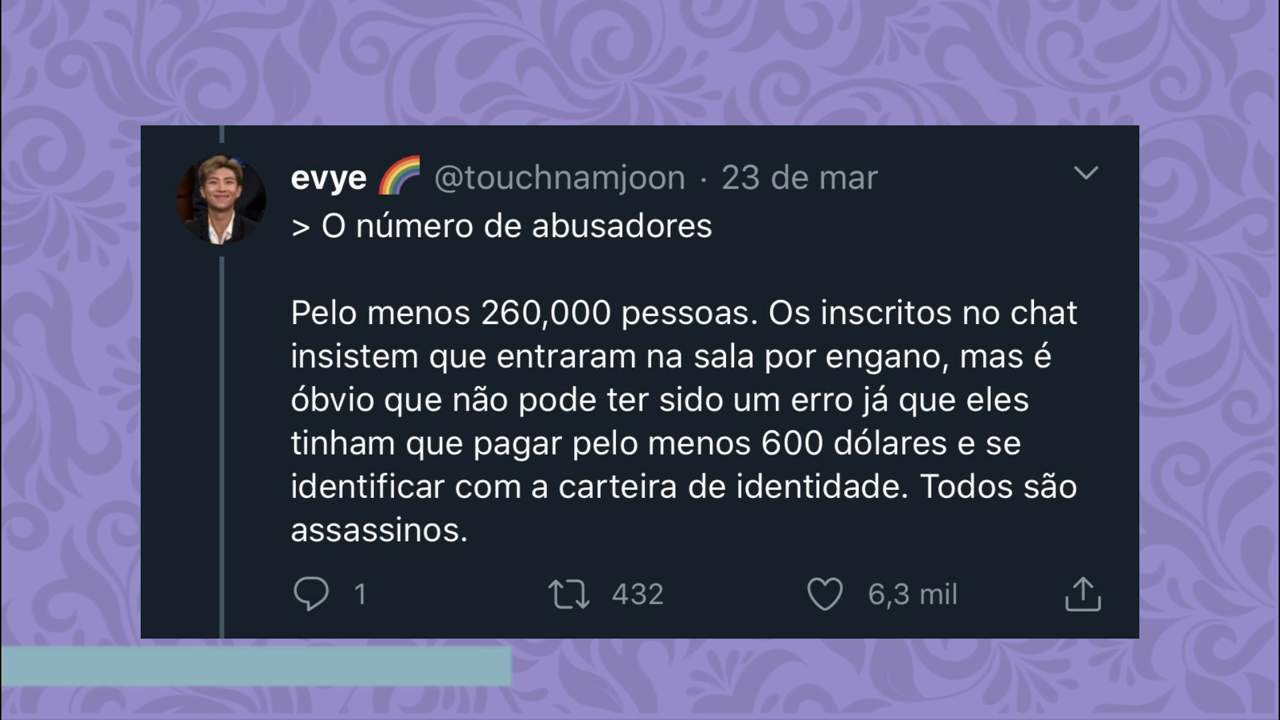 evye 🌈 @touchnamjoon · 23 de mar
> O número de abusadores
Pelo menos 260,000 pessoas. Os inscritos no chat
insistem que entraram na sala por engano, mas é
óbvio que não pode ter sido um erro já que eles
tinham que pagar pelo menos 600 dólares e se
identificar com a carteira de identidade. Todos são
assassinos.
1 432 6,3 mil